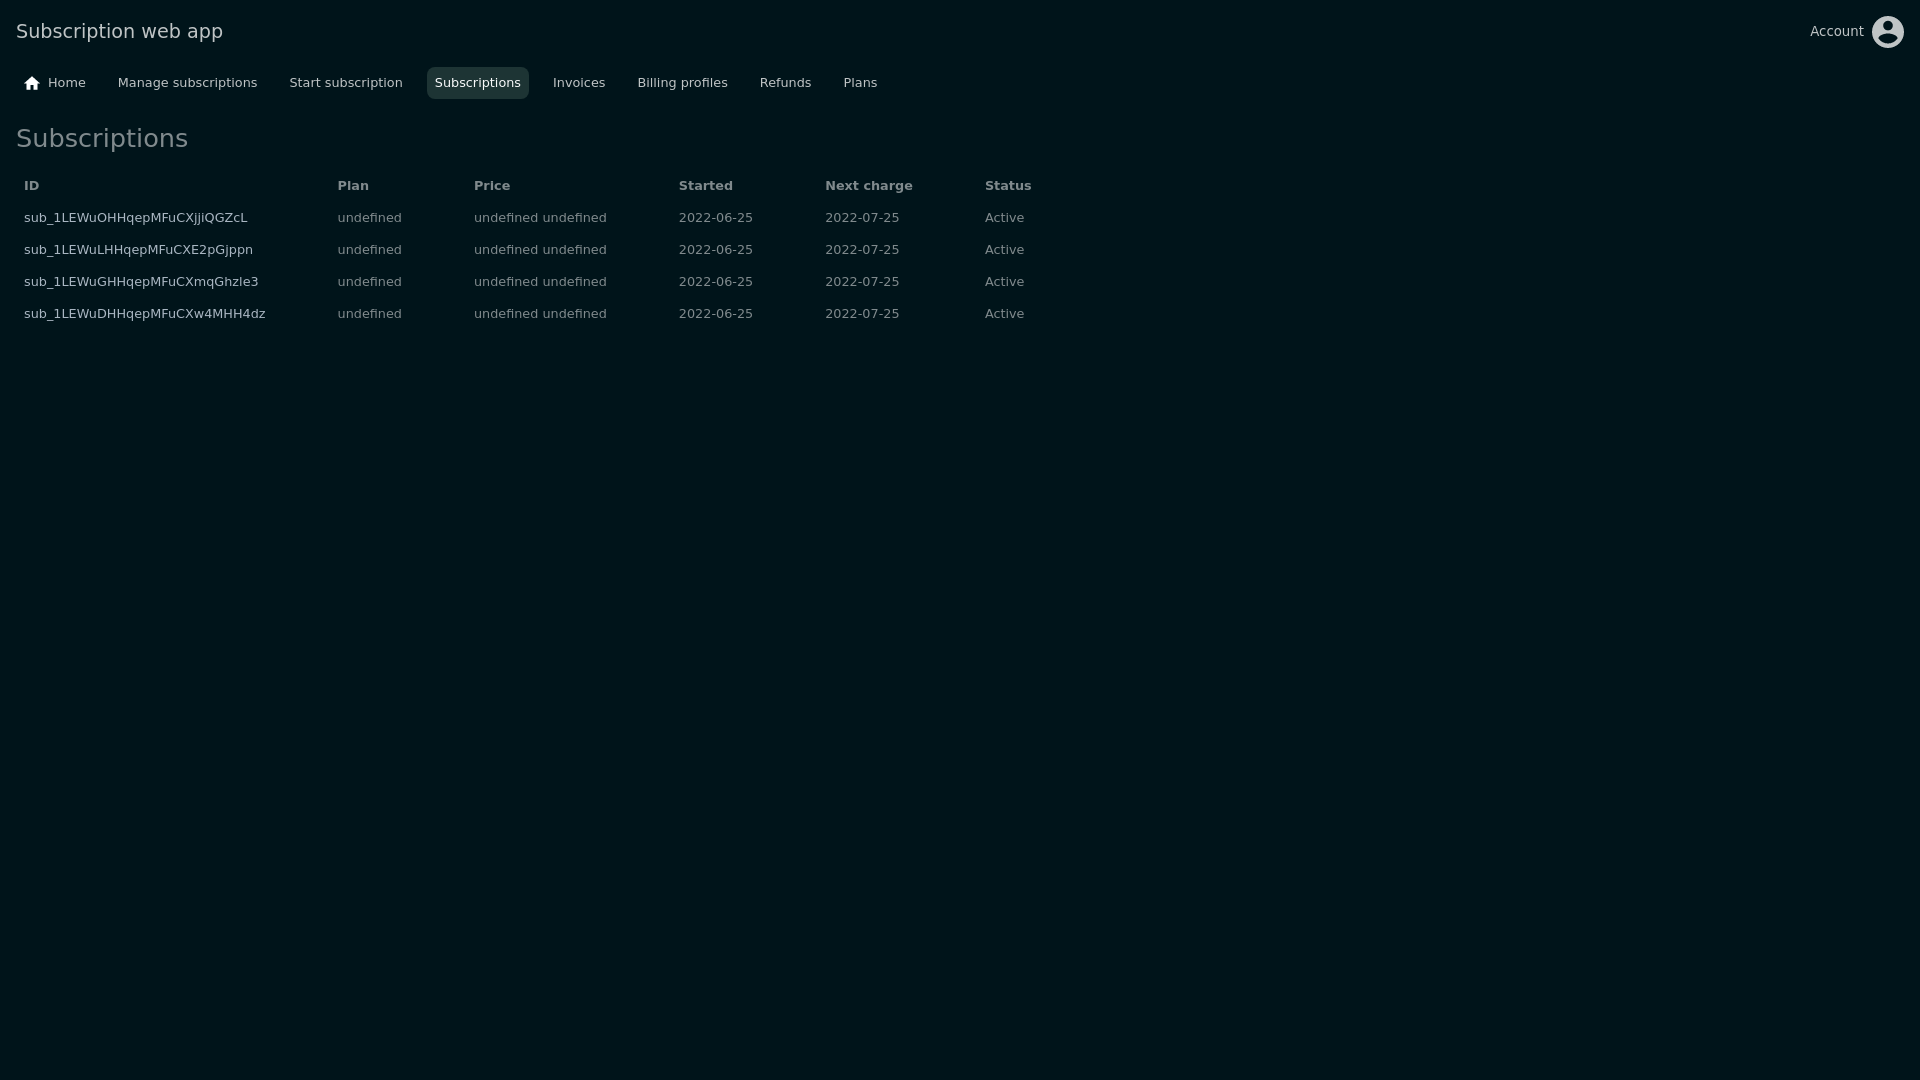 Subscription web app
Account
Home Manage subscriptions Start subscription Subscriptions Invoices Billing profiles Refunds Plans
Subscriptions
ID Plan Price Started Next charge Status
sub_1LEWuOHHqepMFuCXjjiQGZcL undefined undefined undefined 2022-06-25 2022-07-25 Active
sub_1LEWuLHHqepMFuCXE2pGjppn undefined undefined undefined 2022-06-25 2022-07-25 Active
sub_1LEWuGHHqepMFuCXmqGhzIe3 undefined undefined undefined 2022-06-25 2022-07-25 Active
sub_1LEWuDHHqepMFuCXw4MHH4dz undefined undefined undefined 2022-06-25 2022-07-25 Active